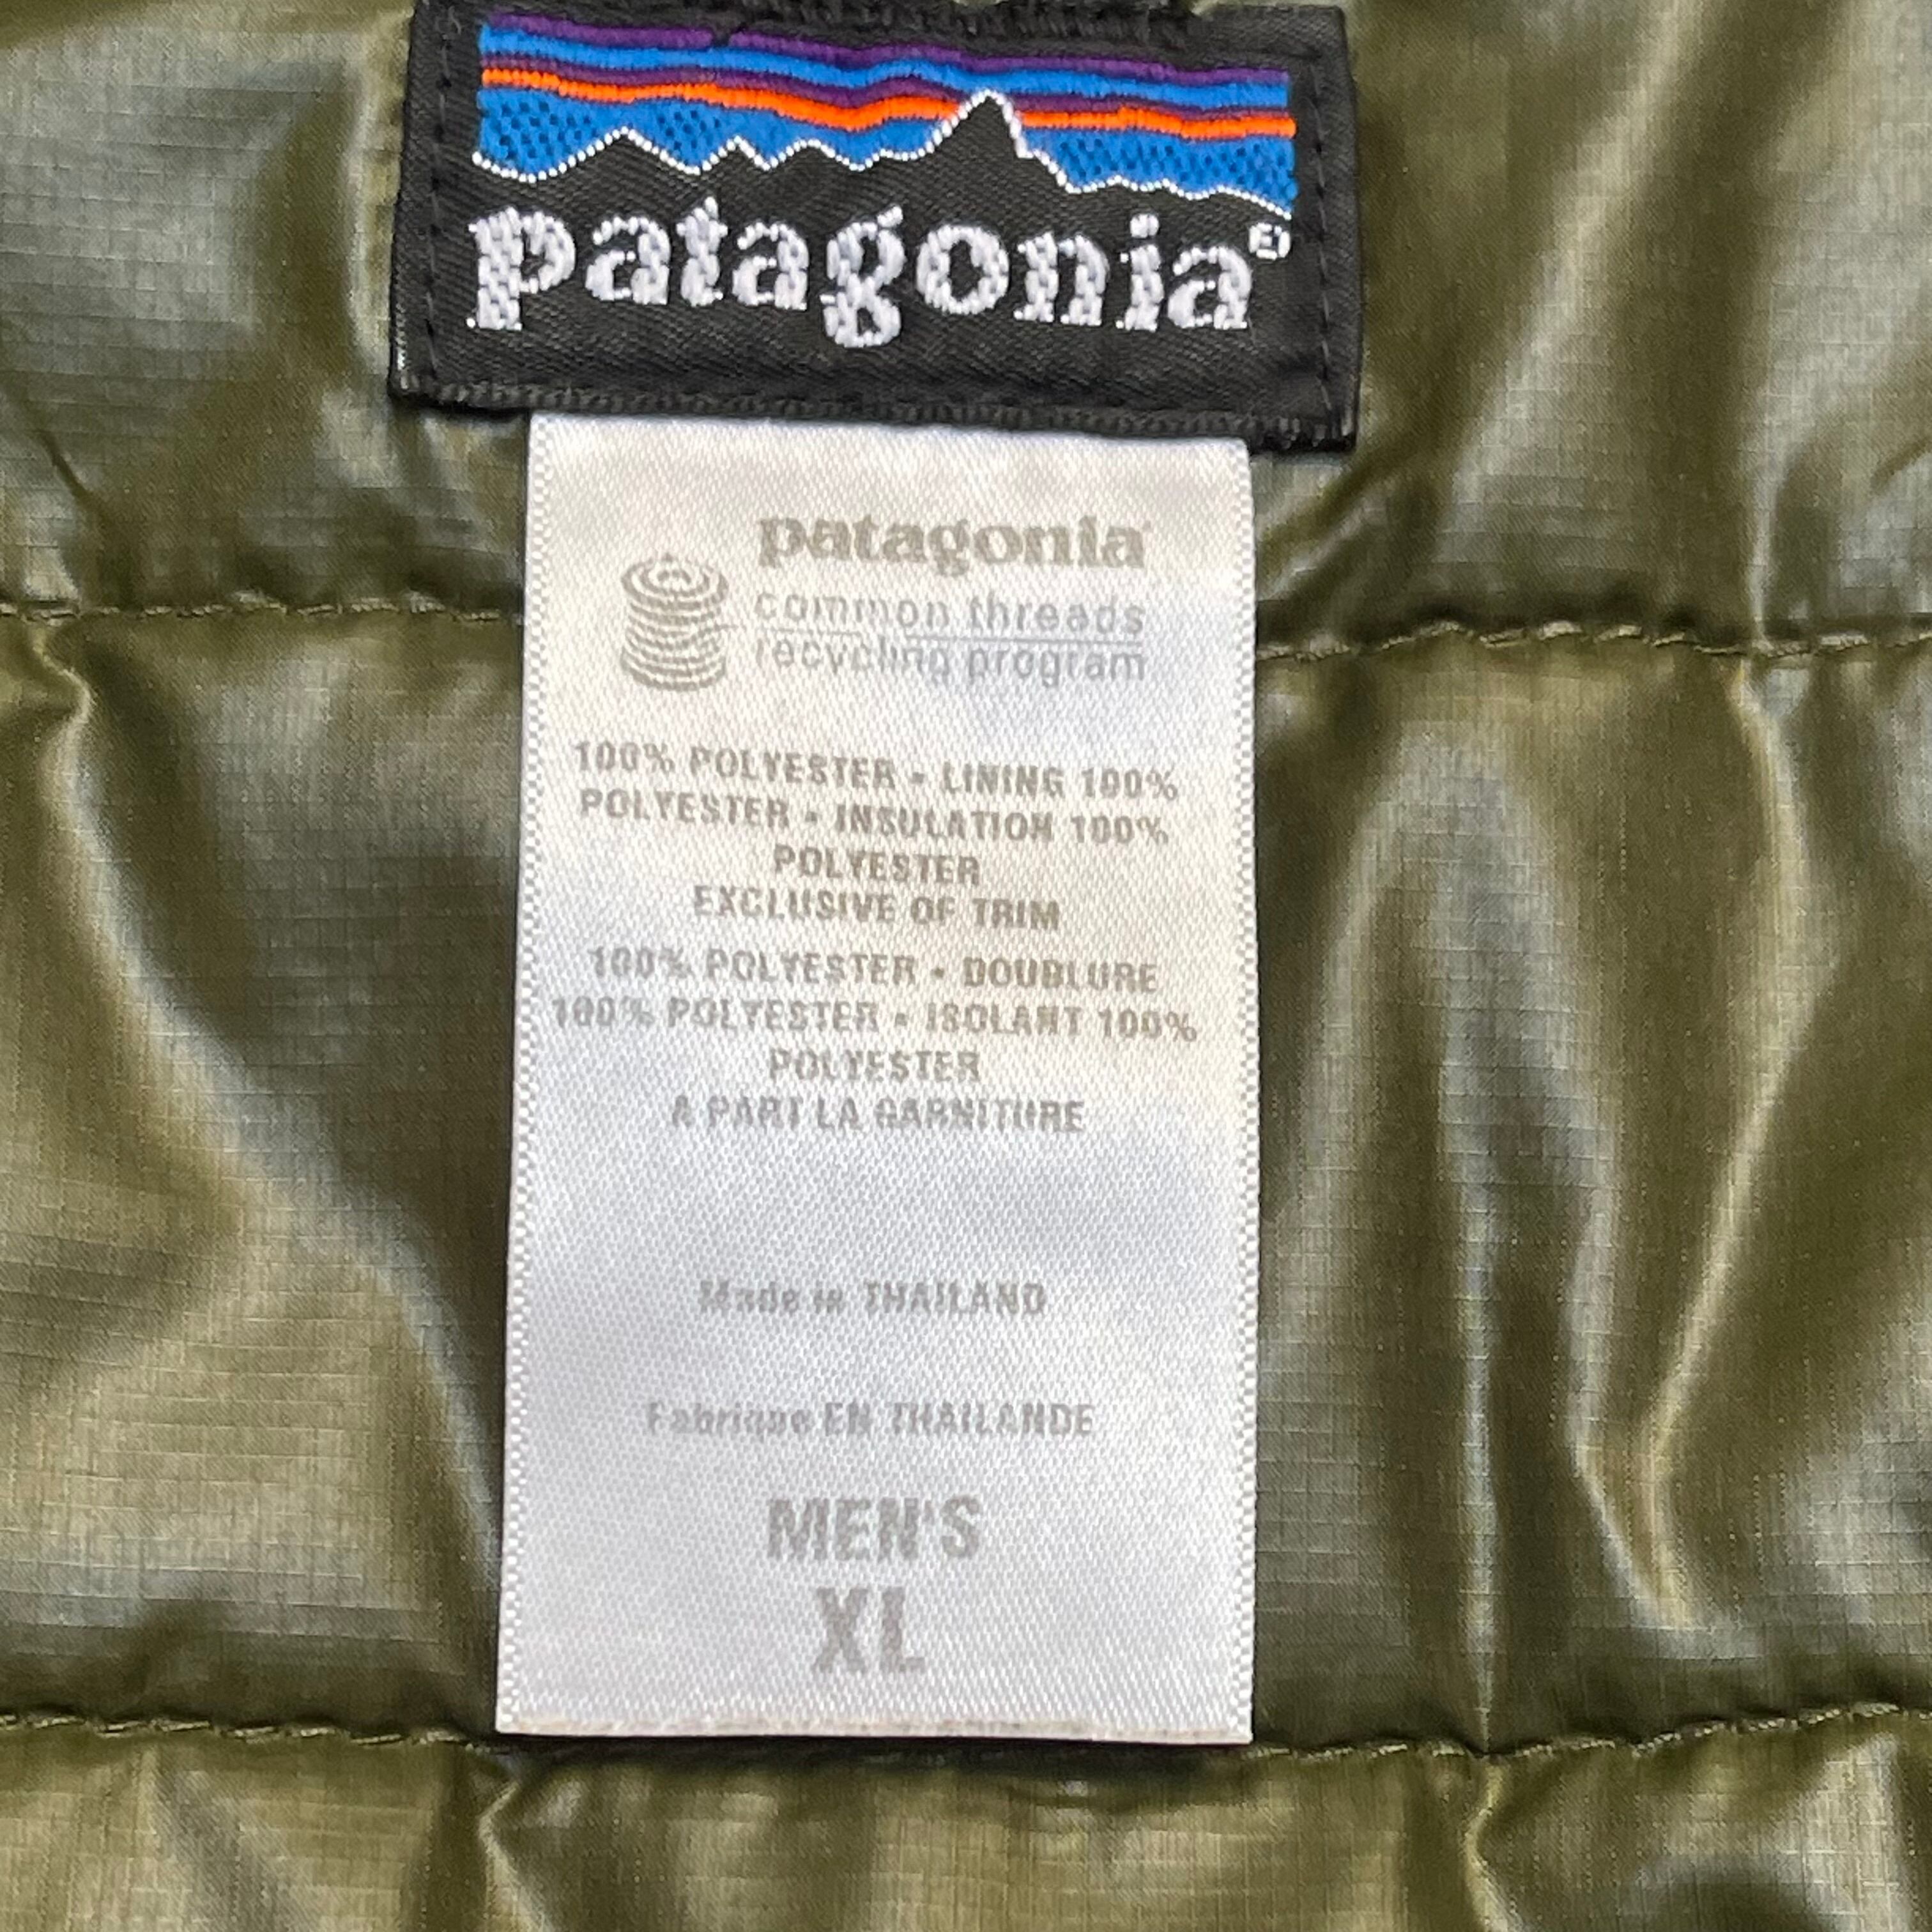 patagonia®
patagonia
common threads
recycling program
100% POLYESTER • LINING 100%
POLYESTER • INSULATION 100%
POLYESTER
EXCLUSIVE OF TRIM
100% POLYESTER • DOUBLURE
100% POLYESTER • ISOLANT 100%
POLYESTER
A PART LA GARNITURE
Made in THAILAND
Fabrique EN THAILANDE
MEN'S
XL